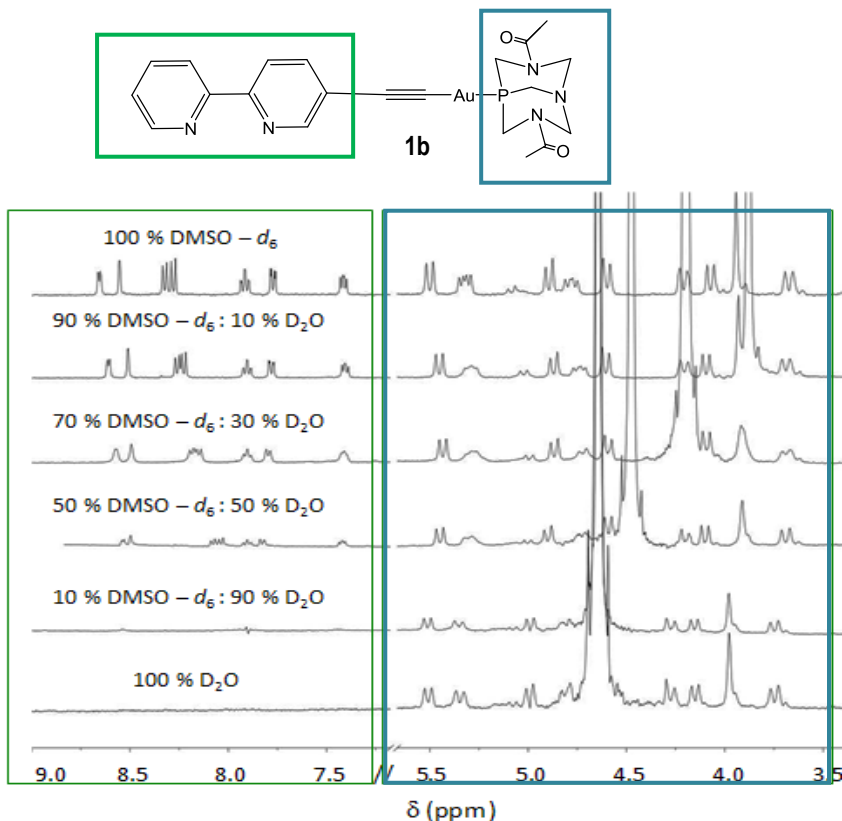 O
N
N
N
N
Au
P
N
N
O
1b
100 % DMSO – d6
90 % DMSO – d6 : 10 % D2O
70 % DMSO – d6 : 30 % D2O
50 % DMSO – d6 : 50 % D2O
10 % DMSO – d6 : 90 % D2O
100 % D2O
9.0 8.5 8.0 7.5 // 5.5 5.0 4.5 4.0 3.5
δ (ppm)